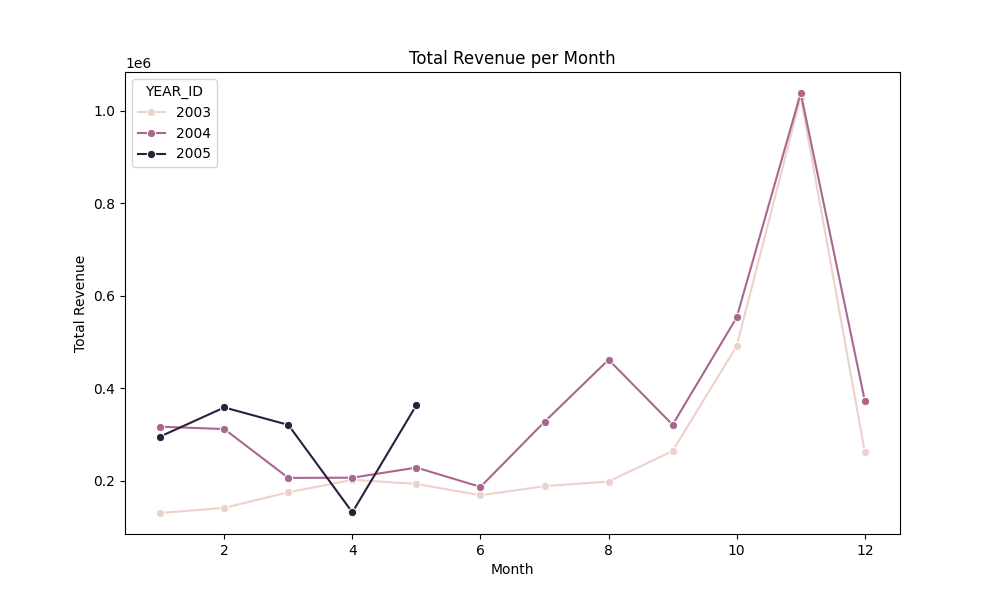 Total Revenue per Month
1e6
YEAR_ID
2003
2004
2005
Total Revenue
1.0
0.8
0.6
0.4
0.2
2 4 6 8 10 12
Month